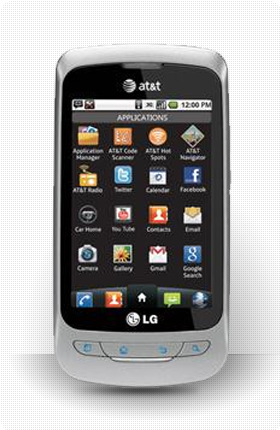 at&t
3G 12:00 PM
APPLICATIONS
Application Manager
AT&T Code Scanner
AT&T Hot Spots
AT&T Navigator
AT&T Radio
Twitter
Calendar
Facebook
Car Home
You Tube
Contacts
Email
Camera
Gallery
Gmail
Google Search
LG